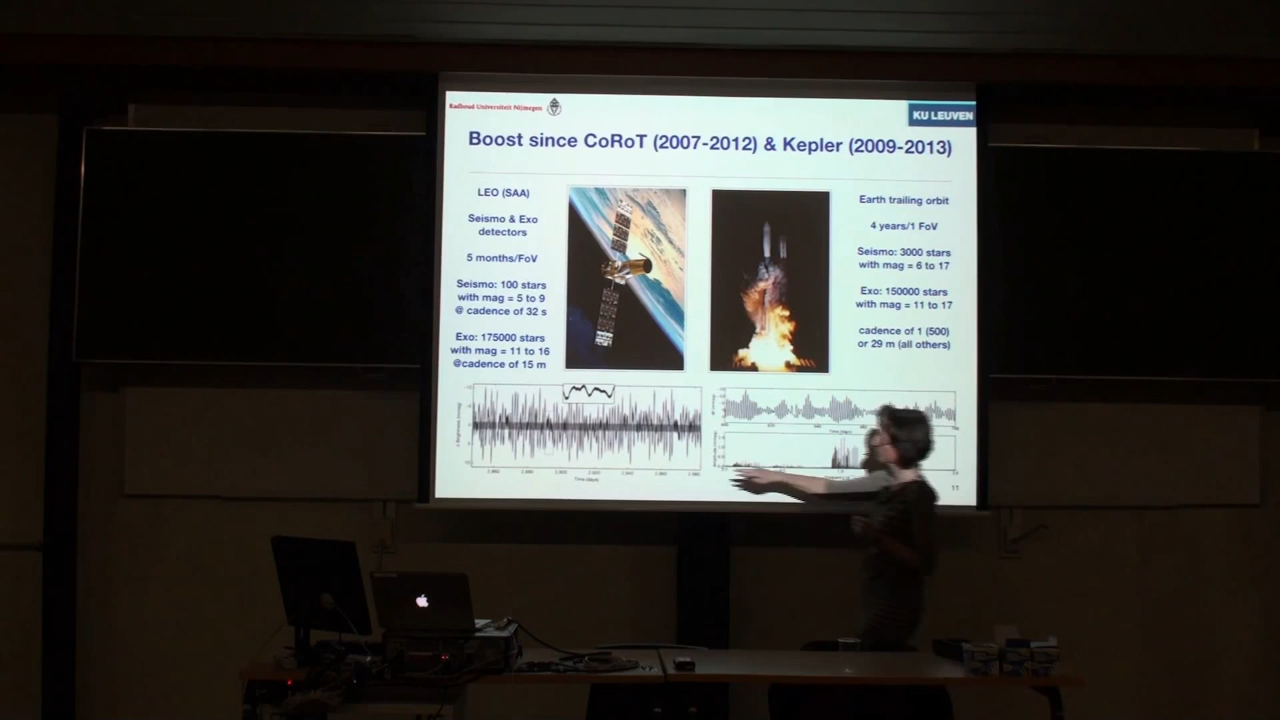 Radboud Universiteit Nijmegen
KU LEUVEN
Boost since CoRoT (2007-2012) & Kepler (2009-2013)
LEO (SAA)
Seismo & Exo
detectors
5 months/FoV
Seismo: 100 stars
with mag = 5 to 9
@ cadence of 32 s
Exo: 175000 stars
with mag = 11 to 16
@cadence of 15 m
Earth trailing orbit
4 years/1 FoV
Seismo: 3000 stars
with mag = 6 to 17
Exo: 150000 stars
with mag = 11 to 17
cadence of 1 (500)
or 29 m (all others)
Time (days)
11